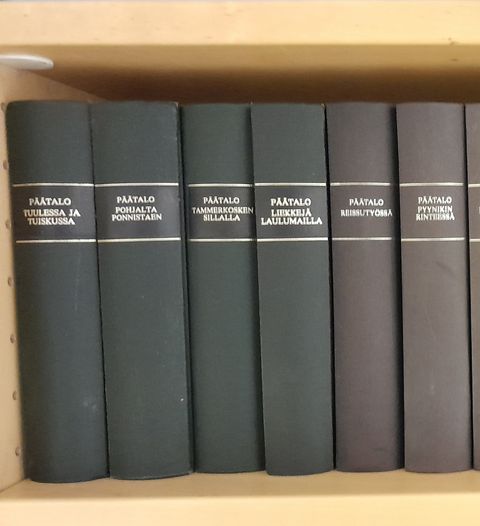 PÄÄTALO
TUULESSA JA
TUISKUSSA
PÄÄTALO
POHJALTA
PONNISTAEN
PÄÄTALO
TAMMERKOSKEN
SILLALLA
PÄÄTALO
LIEKKEJÄ
LAULUMAILLA
PÄÄTALO
REISSUTYÖSSÄ
PÄÄTALO
PYYNIKIN
RINTEESSÄ